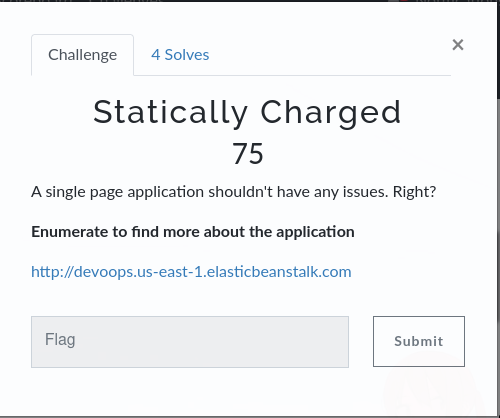 Challenge
4 Solves
×
Statically Charged
75
A single page application shouldn't have any issues. Right?
Enumerate to find more about the application
http://devoops.us-east-1.elasticbeanstalk.com
Flag
Submit